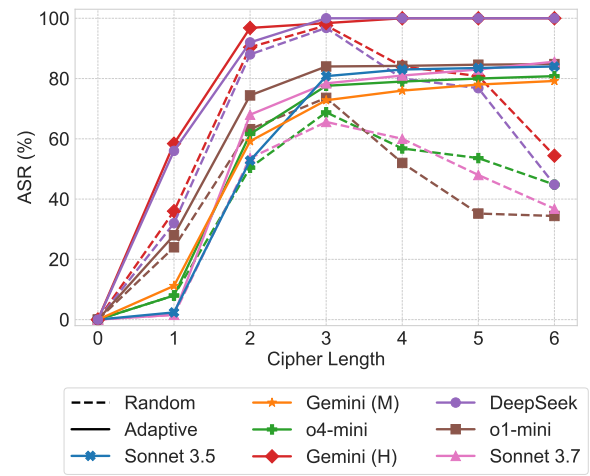 100
80
60
40
20
0
ASR (%)
0 1 2 3 4 5 6
Cipher Length
Random Gemini (M) DeepSeek
Adaptive o4-mini o1-mini
Sonnet 3.5 Gemini (H) Sonnet 3.7